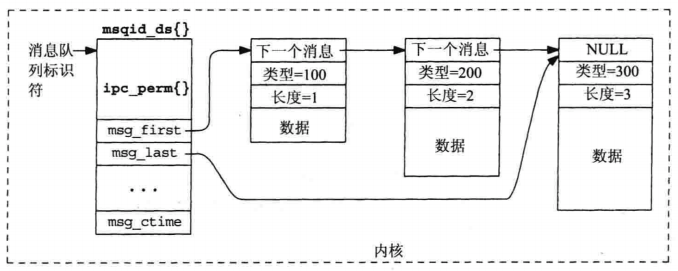 消息队
列标识
符
msqid_ds{}
ipc_perm{}
msg_first
msg_last
...
msg_ctime
下一个消息
类型=100
长度=1
数据
下一个消息
类型=200
长度=2
数据
NULL
类型=300
长度=3
数据
内核